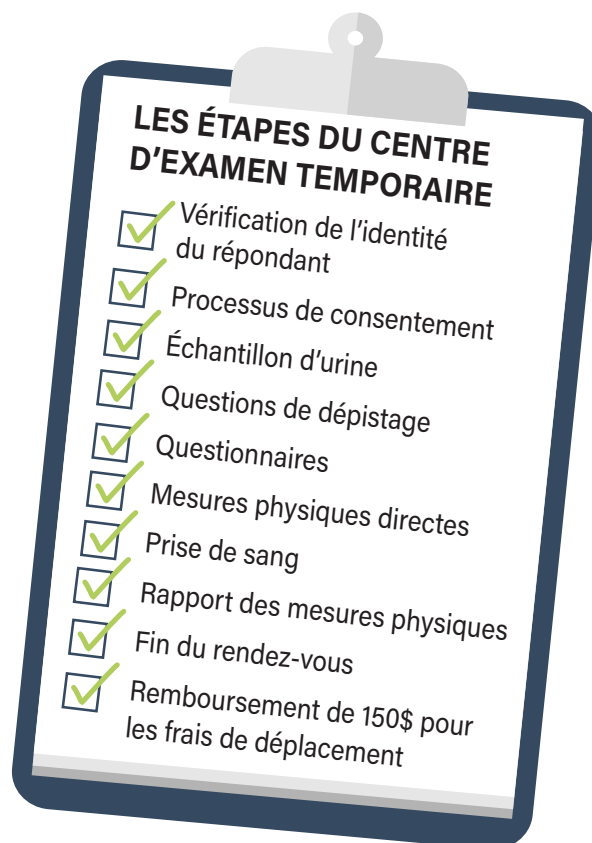 LES ÉTAPES DU CENTRE
D’EXAMEN TEMPORAIRE
Vérification de l’identité
du répondant
Processus de consentement
Échantillon d’urine
Questions de dépistage
Questionnaires
Mesures physiques directes
Prise de sang
Rapport des mesures physiques
Fin du rendez-vous
Remboursement de 150$ pour
les frais de déplacement